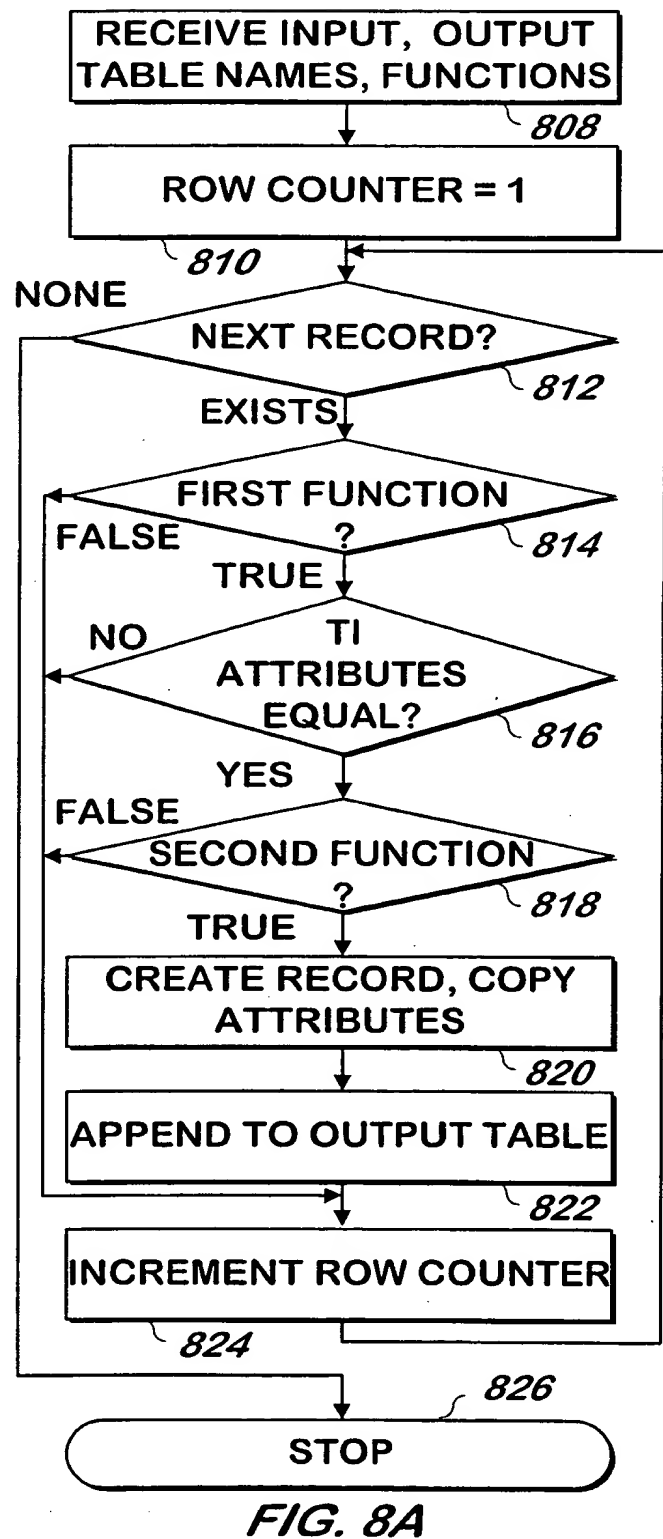 RECEIVE INPUT, OUTPUT
TABLE NAMES, FUNCTIONS
808
ROW COUNTER = 1
810
NONE
NEXT RECORD?
812
EXISTS
FIRST FUNCTION
?
FALSE
814
TRUE
NO
TI
ATTRIBUTES
EQUAL?
816
YES
FALSE
SECOND FUNCTION
?
818
TRUE
CREATE RECORD, COPY
ATTRIBUTES
820
APPEND TO OUTPUT TABLE
822
INCREMENT ROW COUNTER
824
826
STOP
FIG. 8A